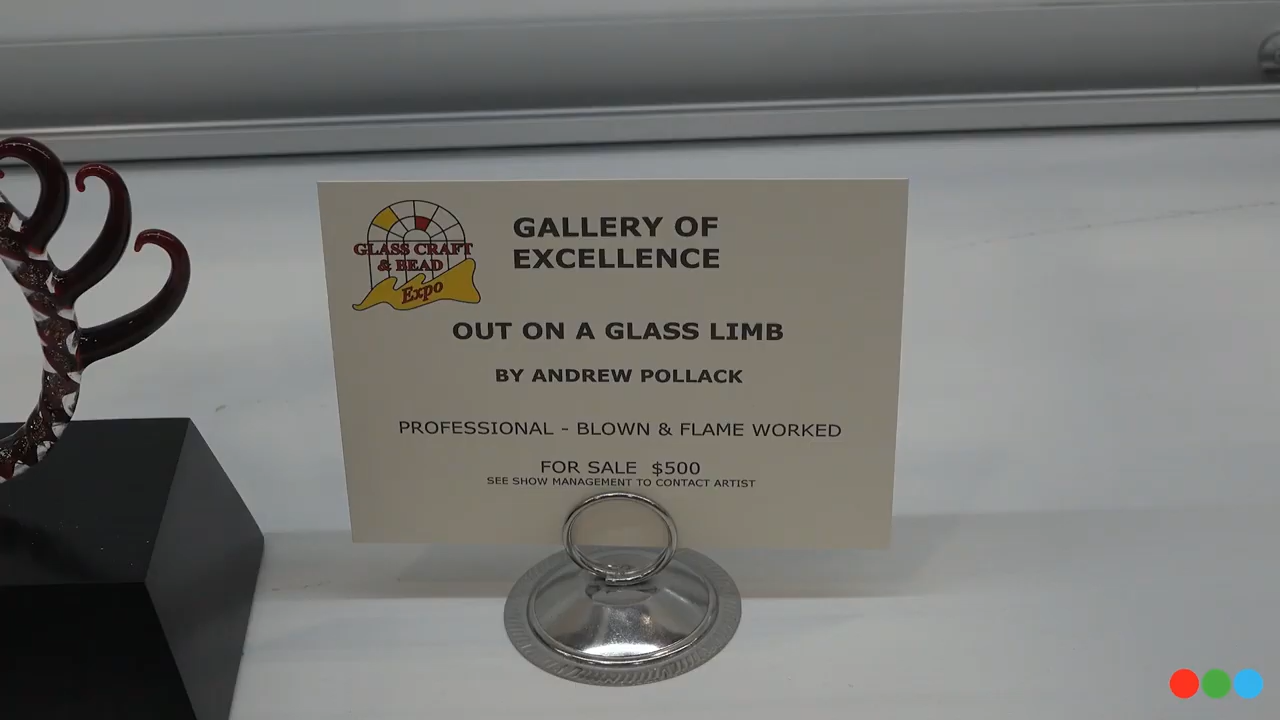 GLASS CRAFT
& BEAD
Expo
GALLERY OF
EXCELLENCE
OUT ON A GLASS LIMB
BY ANDREW POLLACK
PROFESSIONAL - BLOWN & FLAME WORKED
FOR SALE $500
SEE SHOW MANAGEMENT TO CONTACT ARTIST